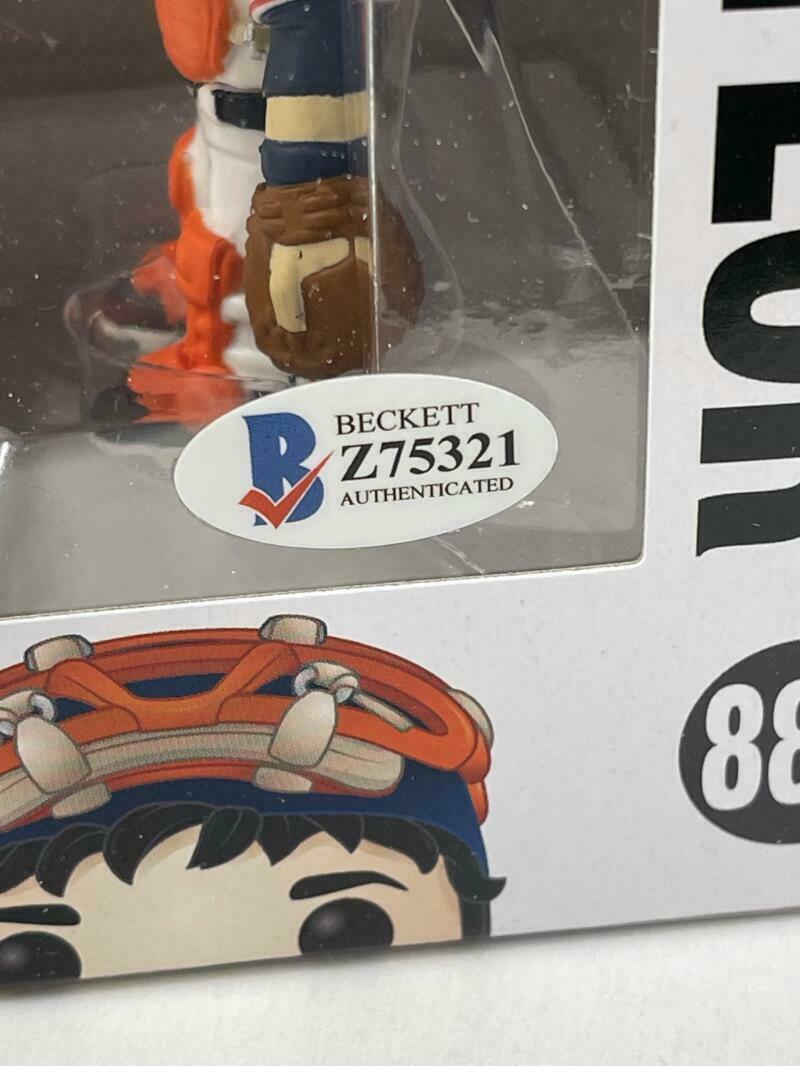 BECKETT
Z75321
AUTHENTICATED
88